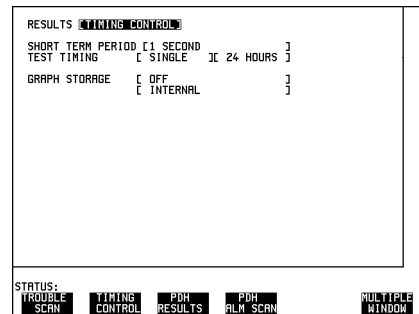 RESULTS [TIMING CONTROL]
SHORT TERM PERIOD [1 SECOND ]
TEST TIMING [ SINGLE ][ 24 HOURS ]
GRAPH STORAGE [ OFF ]
[ INTERNAL ]
STATUS:
TROUBLE SCAN TIMING CONTROL PDH RESULTS PDH ALM SCAN MULTIPLE WINDOW